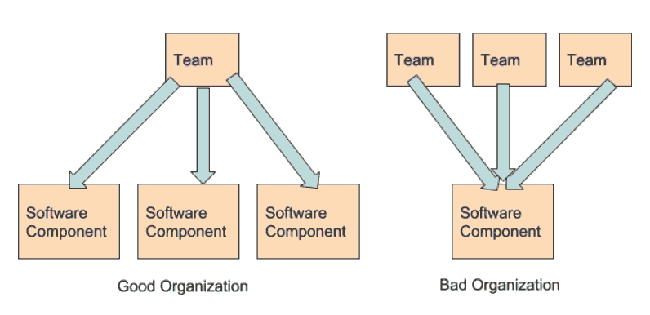 Team
Team
Team
Team
Software
Component
Software
Component
Software
Component
Software
Component
Good Organization
Bad Organization